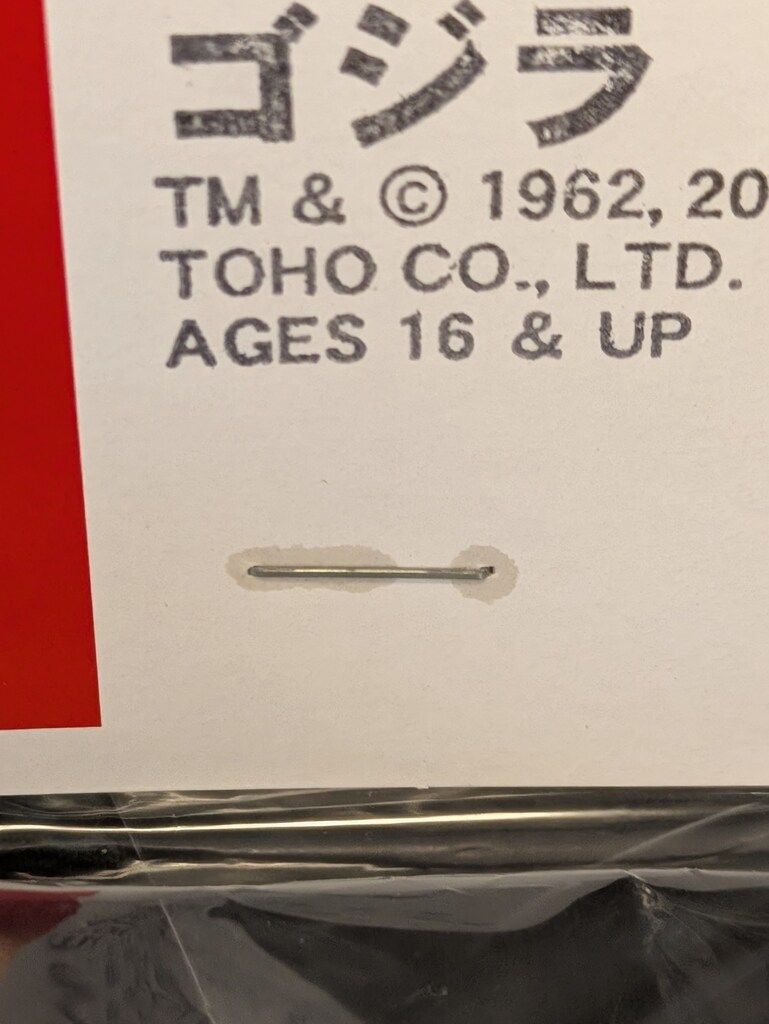 ゴジラ
TM & © 1962, 20
TOHO CO., LTD.
AGES 16 & UP